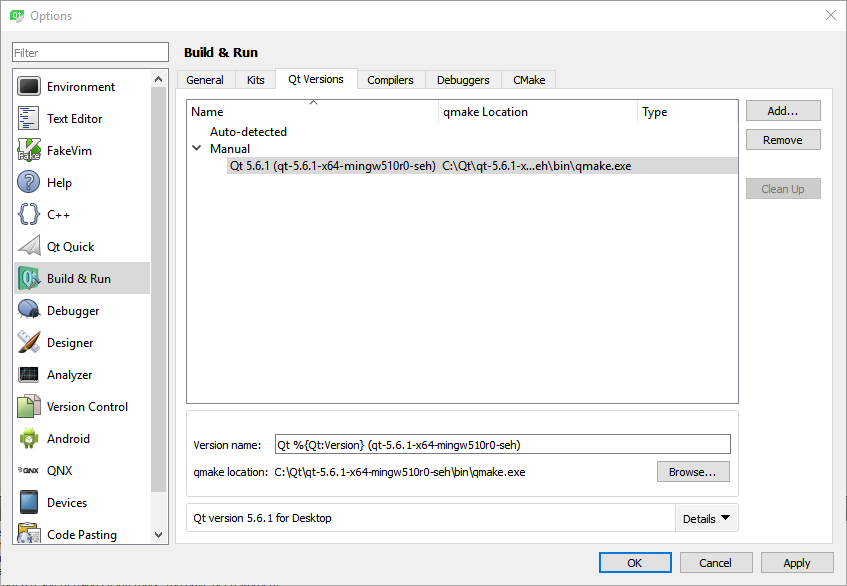 Options
Filter
Build & Run
Environment
Text Editor
FakeVim
Help
C++
Qt Quick
Build & Run
Debugger
Designer
Analyzer
Version Control
Android
QNX
Devices
Code Pasting
General Kits Qt Versions Compilers Debuggers CMake
Name qmake Location Type
Auto-detected
Manual
Qt 5.6.1 (qt-5.6.1-x64-mingw510r0-seh) C:\Qt\qt-5.6.1-x...eh\bin\qmake.exe
Add...
Remove
Clean Up
Version name: Qt %{Qt:Version} (qt-5.6.1-x64-mingw510r0-seh)
qmake location: C:\Qt\qt-5.6.1-x64-mingw510r0-seh\bin\qmake.exe Browse...
Qt version 5.6.1 for Desktop Details
OK Cancel Apply